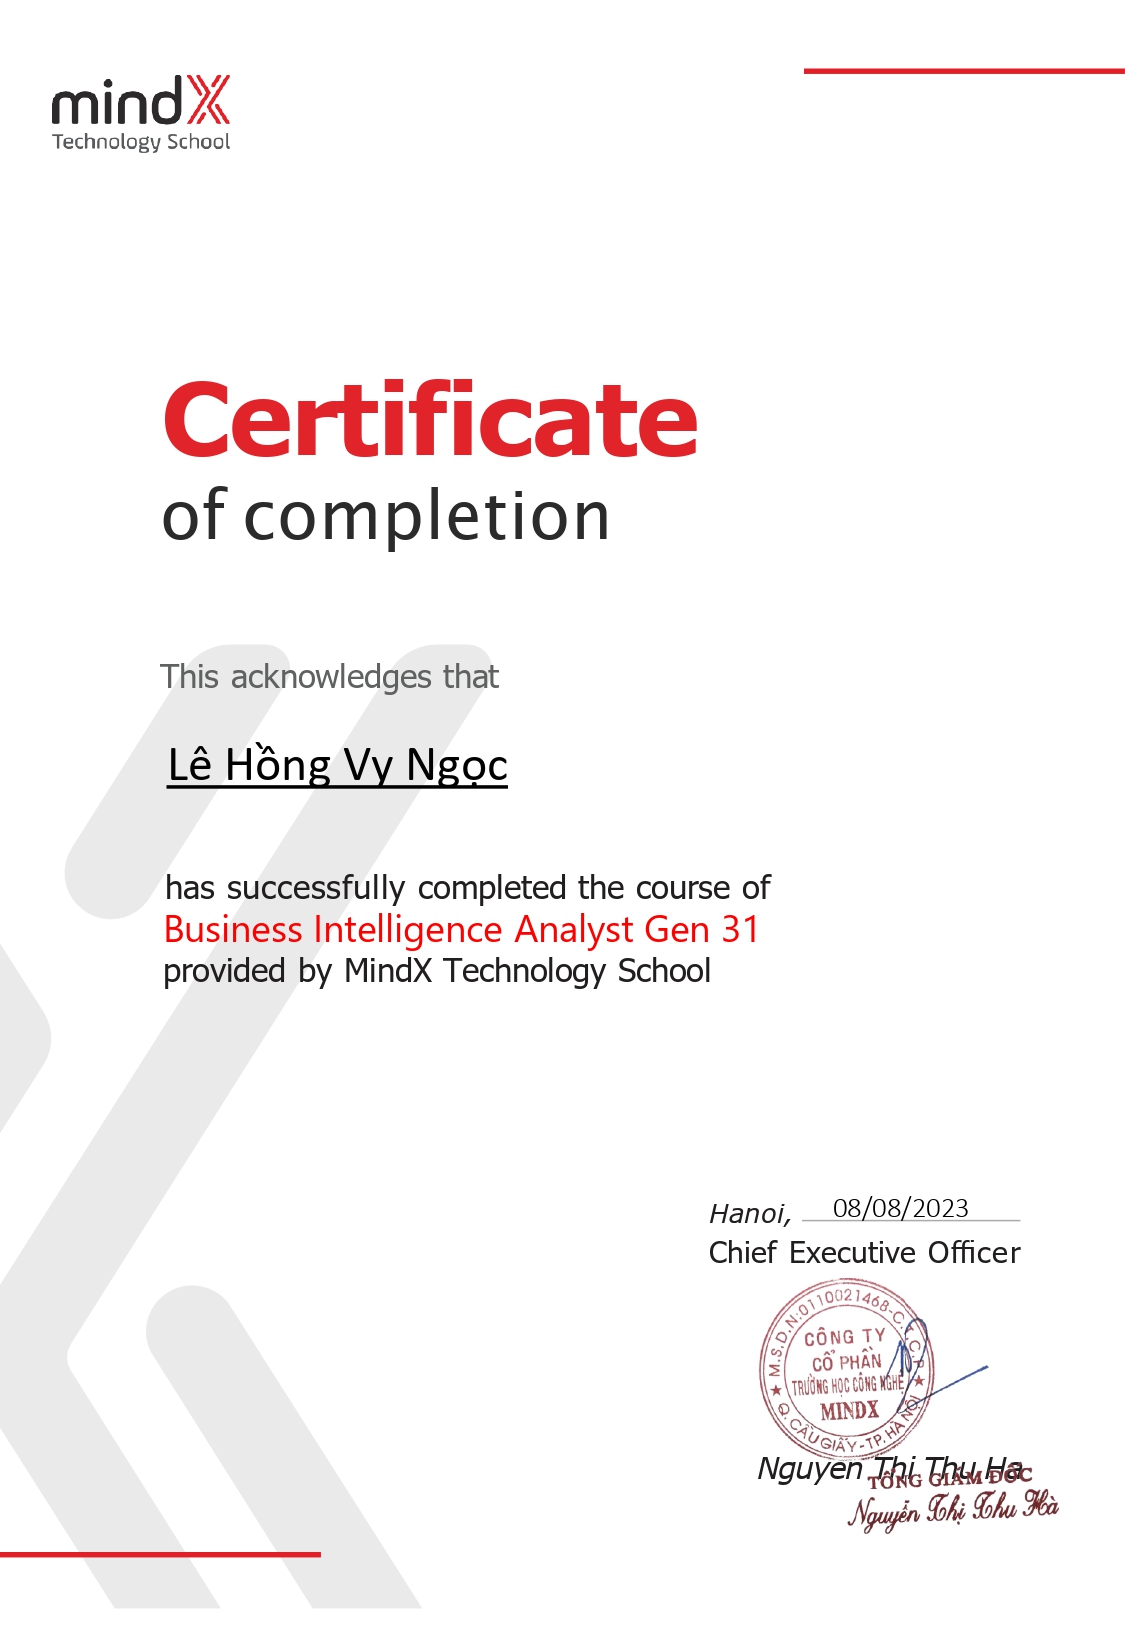 mindX
Technology School
Certificate
of completion
This acknowledges that
Lê Hồng Vy Ngọc
has successfully completed the course of
Business Intelligence Analyst Gen 31
provided by MindX Technology School
Hanoi, 08/08/2023
Chief Executive Officer
M.S.D.N:0110021468-C.T.C.P
CÔNG TY
CỔ PHẦN
TRƯỜNG HỌC CÔNG NGHỆ
MINDX
Q. CẦU GIẤY-TP. HÀ NỘI
Nguyen Thi Thu Ha
TỔNG GIÁM ĐỐC
Nguyễn Thị Thu Hà